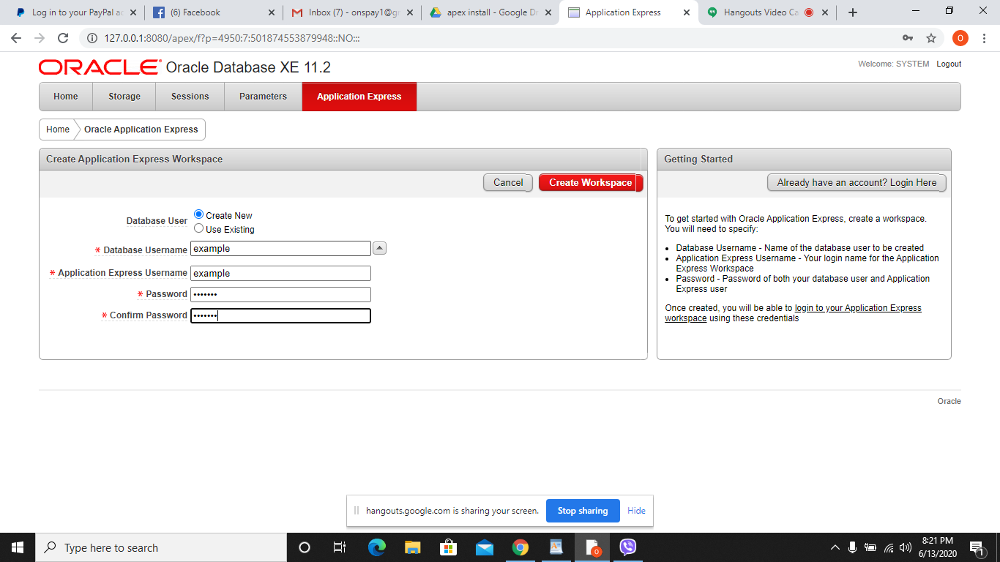 Log in to your PayPal ac
(6) Facebook
Inbox (7) - onspay1@gr
apex install - Google Dr
Application Express
Hangouts Video Ca
127.0.0.1:8080/apex/f?p=4950:7:501874553879948::NO:::
O
ORACLE Oracle Database XE 11.2
Welcome: SYSTEM Logout
Home Storage Sessions Parameters Application Express
Home Oracle Application Express
Create Application Express Workspace
Cancel Create Workspace
Database User
Create New
Use Existing
* Database Username example
* Application Express Username example
* Password •••••••
* Confirm Password •••••••
Getting Started
Already have an account? Login Here
To get started with Oracle Application Express, create a workspace.
You will need to specify:
• Database Username - Name of the database user to be created
• Application Express Username - Your login name for the Application
Express Workspace
• Password - Password of both your database user and Application
Express user
Once created, you will be able to login to your Application Express
workspace using these credentials
Oracle
hangouts.google.com is sharing your screen. Stop sharing Hide
Type here to search
8:21 PM
6/13/2020
1